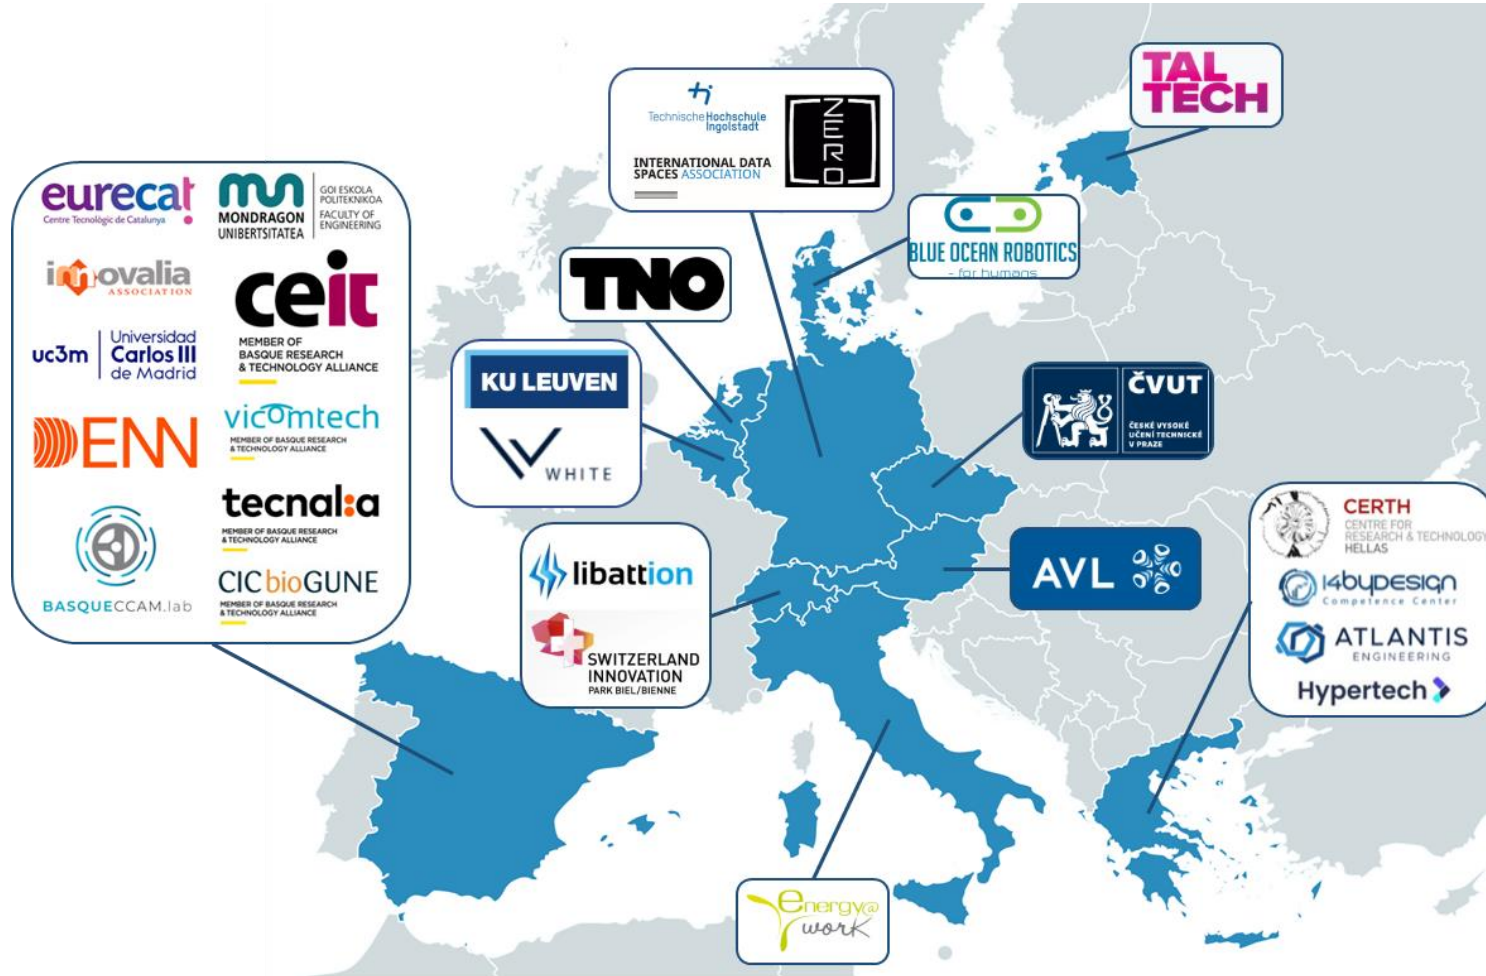 TAL
TECH
Technische Hochschule
Ingolstadt
INTERNATIONAL DATA
SPACES ASSOCIATION
ZERO
BLUE OCEAN ROBOTICS
- for humans
TNO
KU LEUVEN
WHITE
ČVUT
ČESKÉ VYSOKÉ
UČENÍ TECHNICKÉ
V PRAZE
eurecat
Centre Tecnològic de Catalunya
mun
MONDRAGON
UNIBERTSITATEA
GOI ESKOLA
POLITEKNIKOA
FACULTY OF
ENGINEERING
innovalia
ASSOCIATION
ceit
MEMBER OF
BASQUE RESEARCH
& TECHNOLOGY ALLIANCE
uc3m
Universidad
Carlos III
de Madrid
DENN
vicomtech
MEMBER OF BASQUE RESEARCH
& TECHNOLOGY ALLIANCE
tecnal:a
MEMBER OF BASQUE RESEARCH
& TECHNOLOGY ALLIANCE
BASQUECCAM.lab
CICbioGUNE
MEMBER OF BASQUE RESEARCH
& TECHNOLOGY ALLIANCE
libattion
SWITZERLAND
INNOVATION
PARK BIEL/BIENNE
AVL
CERTH
CENTRE FOR
RESEARCH & TECHNOLOGY
HELLAS
I4byDesign
Competence Center
ATLANTIS
ENGINEERING
Hypertech
energy@
work